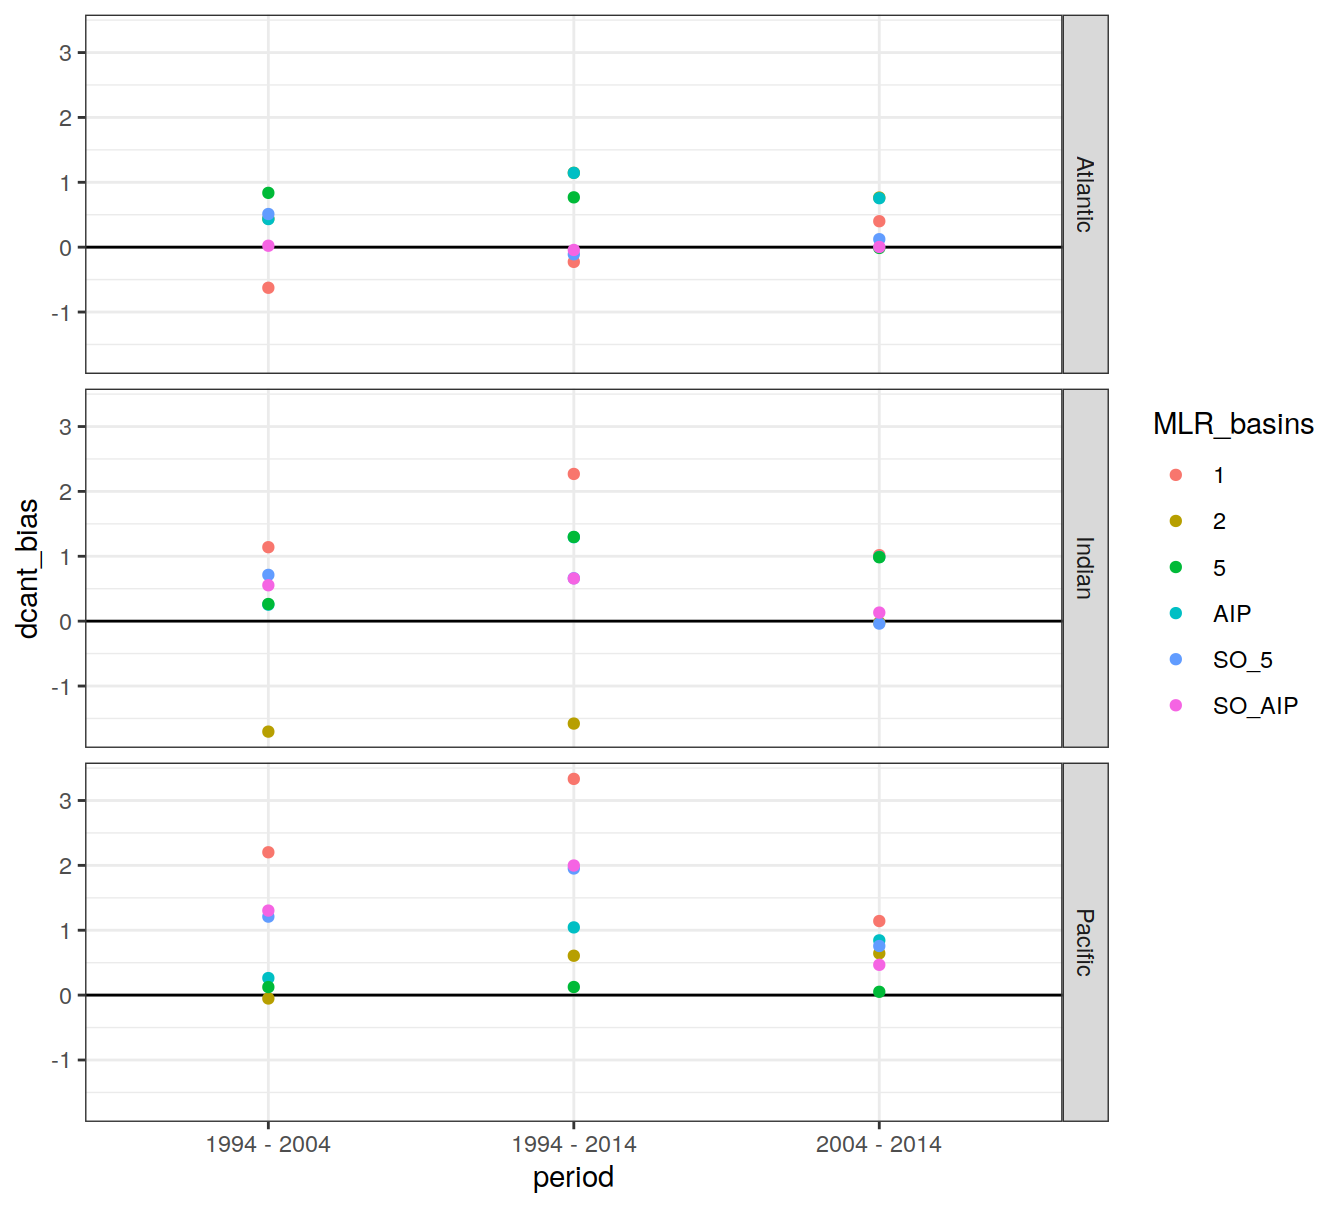 3
2
1
0
-1
Atlantic
3
2
1
0
-1
Indian
3
2
1
0
-1
Pacific
dcant_bias
1994 - 2004
1994 - 2014
2004 - 2014
period
MLR_basins
1
2
5
AIP
SO_5
SO_AIP